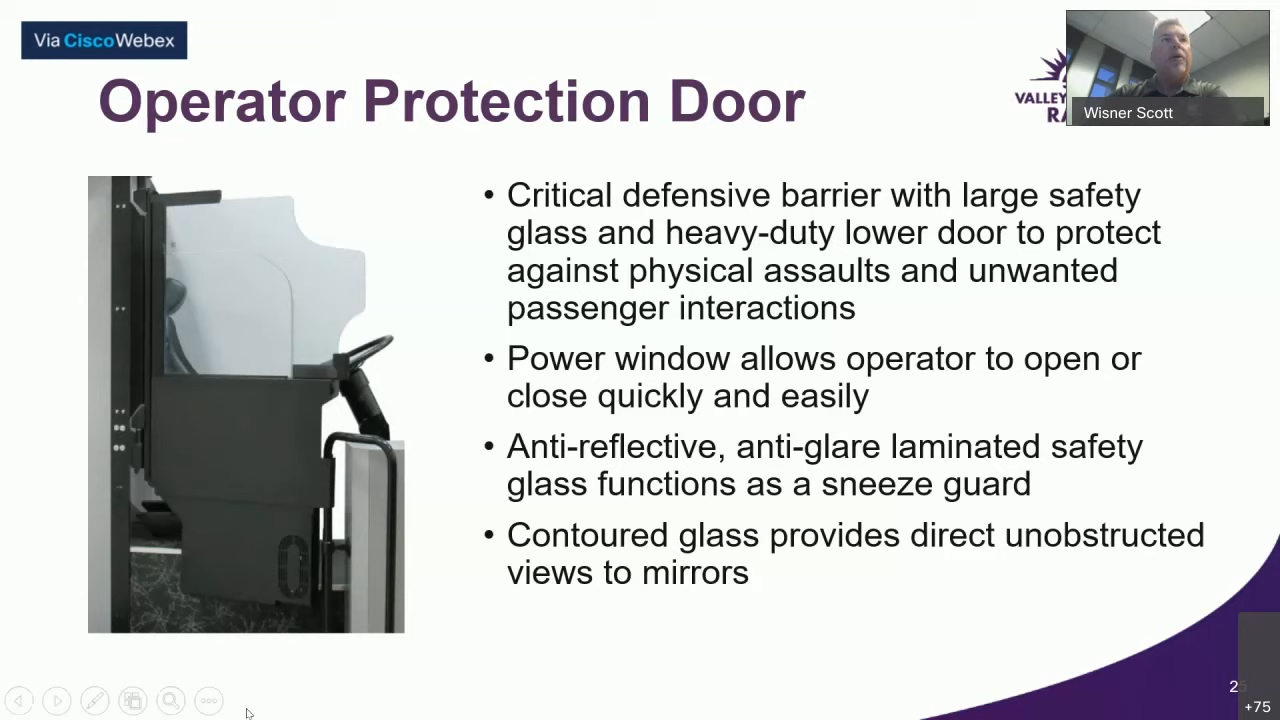 Via Cisco Webex
Operator Protection Door
VALLEY
RA
Wisner Scott
• Critical defensive barrier with large safety
glass and heavy-duty lower door to protect
against physical assaults and unwanted
passenger interactions
• Power window allows operator to open or
close quickly and easily
• Anti-reflective, anti-glare laminated safety
glass functions as a sneeze guard
• Contoured glass provides direct unobstructed
views to mirrors
+75